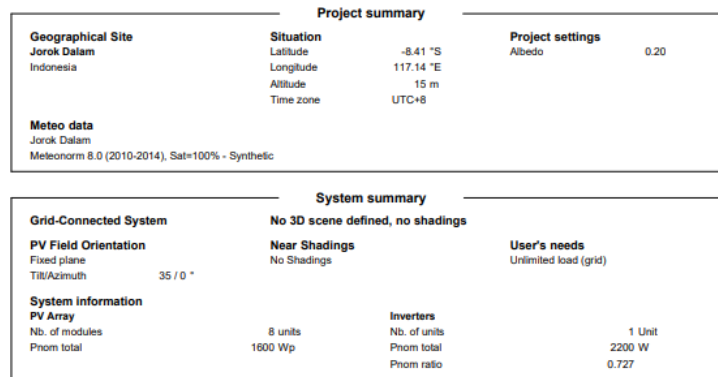 Project summary
Geographical Site Situation Project settings
Jorok Dalam Latitude -8.41 °S Albedo 0.20
Indonesia Longitude 117.14 °E
Altitude 15 m
Time zone UTC+8
Meteo data
Jorok Dalam
Meteonorm 8.0 (2010-2014), Sat=100% - Synthetic
System summary
Grid-Connected System No 3D scene defined, no shadings
PV Field Orientation Near Shadings User's needs
Fixed plane No Shadings Unlimited load (grid)
Tilt/Azimuth 35 / 0 °
System information
PV Array Inverters
Nb. of modules 8 units Nb. of units 1 Unit
Pnom total 1600 Wp Pnom total 2200 W
Pnom ratio 0.727